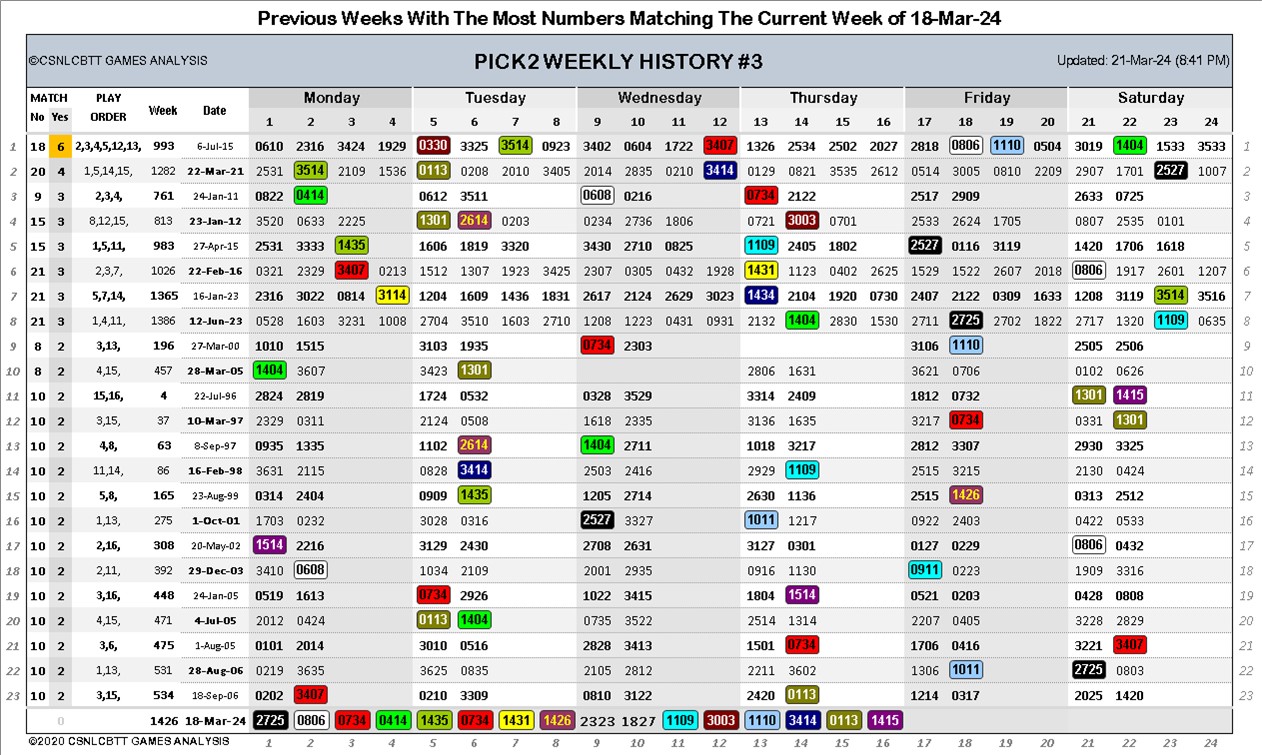 Previous Weeks With The Most Numbers Matching The Current Week of 18-Mar-24
©CSNLCBTT GAMES ANALYSIS PICK2 WEEKLY HISTORY #3 Updated: 21-Mar-24 (8:41 PM)
MATCH PLAY Week Date Monday Tuesday Wednesday Thursday Friday Saturday
No Yes ORDER 1 2 3 4 5 6 7 8 9 10 11 12 13 14 15 16 17 18 19 20 21 22 23 24
1 18 6 2,3,4,5,12,13, 993 6-Jul-15 0610 2316 3424 1929 0330 3325 3514 0923 3402 0604 1722 3407 1326 2534 2502 2027 2818 0806 1110 0504 3019 1404 1533 3533 1
2 20 4 1,5,14,15, 1282 22-Mar-21 2531 3514 2109 1536 0113 0208 2010 3405 2014 2835 0210 3414 0129 0821 3535 2612 0514 3005 0810 2209 2907 1701 2527 1007 2
3 9 3 2,3,4, 761 24-Jan-11 0822 0414 0612 3511 0608 0216 0734 2122 2517 2909 2633 0725 3
4 15 3 8,12,15, 813 23-Jan-12 3520 0633 2225 1301 2614 0203 0234 2736 1806 0721 3003 0701 2533 2624 1705 0807 2535 0101 4
5 15 3 1,5,11, 983 27-Apr-15 2531 3333 1435 1606 1819 3320 3430 2710 0825 1109 2405 1802 2527 0116 3119 1420 1706 1618 5
6 21 3 2,3,7, 1026 22-Feb-16 0321 2329 3407 0213 1512 1307 1923 3425 2307 0305 0432 1928 1431 1123 0402 2625 1529 1522 2607 2018 0806 1917 2601 1207 6
7 21 3 5,7,14, 1365 16-Jan-23 2316 3022 0814 3114 1204 1609 1436 1831 2617 2124 2629 3023 1434 2104 1920 0730 2407 2122 0309 1633 1208 3119 3514 3516 7
8 21 3 1,4,11, 1386 12-Jun-23 0528 1603 3231 1008 2704 3510 1603 2710 1208 1223 0431 0931 2132 1404 2830 1530 2711 2725 2702 1822 2717 1320 1109 0635 8
9 8 2 3,13, 196 27-Mar-00 1010 1515 3103 1935 0734 2303 3106 1110 2505 2506 9
10 8 2 4,15, 457 28-Mar-05 1404 3607 3423 1301 2806 1631 3621 0706 0102 0626 10
11 10 2 15,16, 4 22-Jul-96 2824 2819 1724 0532 0328 3529 3314 2409 1812 0732 1301 1415 11
12 10 2 3,15, 37 10-Mar-97 2329 0311 2124 0508 1618 2335 3136 1635 3217 0734 0331 1301 12
13 10 2 4,8, 63 8-Sep-97 0935 1335 1102 2614 1404 2711 1018 3217 2812 3307 2930 3325 13
14 10 2 11,14, 86 16-Feb-98 3631 2115 0828 3414 2503 2416 2929 1109 2515 3215 2130 0424 14
15 10 2 5,8, 165 23-Aug-99 0314 2404 0909 1435 1205 2714 2630 1136 2515 1426 0313 2512 15
16 10 2 1,13, 275 1-Oct-01 1703 0232 3028 0316 2527 3327 1011 1217 0922 2403 0422 0533 16
17 10 2 2,16, 308 20-May-02 1514 2216 3129 2430 2708 2631 3127 0301 0127 0229 0806 0432 17
18 10 2 2,11, 392 29-Dec-03 3410 0608 1034 2109 2001 2935 0916 1130 0911 0223 1909 3316 18
19 10 2 3,16, 448 24-Jan-05 0519 1613 0734 2926 1022 3415 1804 1514 0521 0203 0428 0808 19
20 10 2 4,15, 471 4-Jul-05 2012 0424 0113 1404 0735 3522 2514 1314 2207 0405 3228 2829 20
21 10 2 3,6, 475 1-Aug-05 0101 2014 3010 0516 2828 3413 1501 0734 1706 0416 3221 3407 21
22 10 2 1,13, 531 28-Aug-06 0219 3635 3625 0835 2105 2812 2211 3602 1306 1011 2725 0803 22
23 10 2 3,15, 534 18-Sep-06 0202 3407 0210 3309 0810 3122 2420 0113 1214 0317 2025 1420 23
0 1426 18-Mar-24 2725 0806 0734 0414 1435 0734 1431 1426 2323 1827 1109 3003 1110 3414 0113 1415
©2020 CSNLCBTT GAMES ANALYSIS 1 2 3 4 5 6 7 8 9 10 11 12 13 14 15 16 17 18 19 20 21 22 23 24